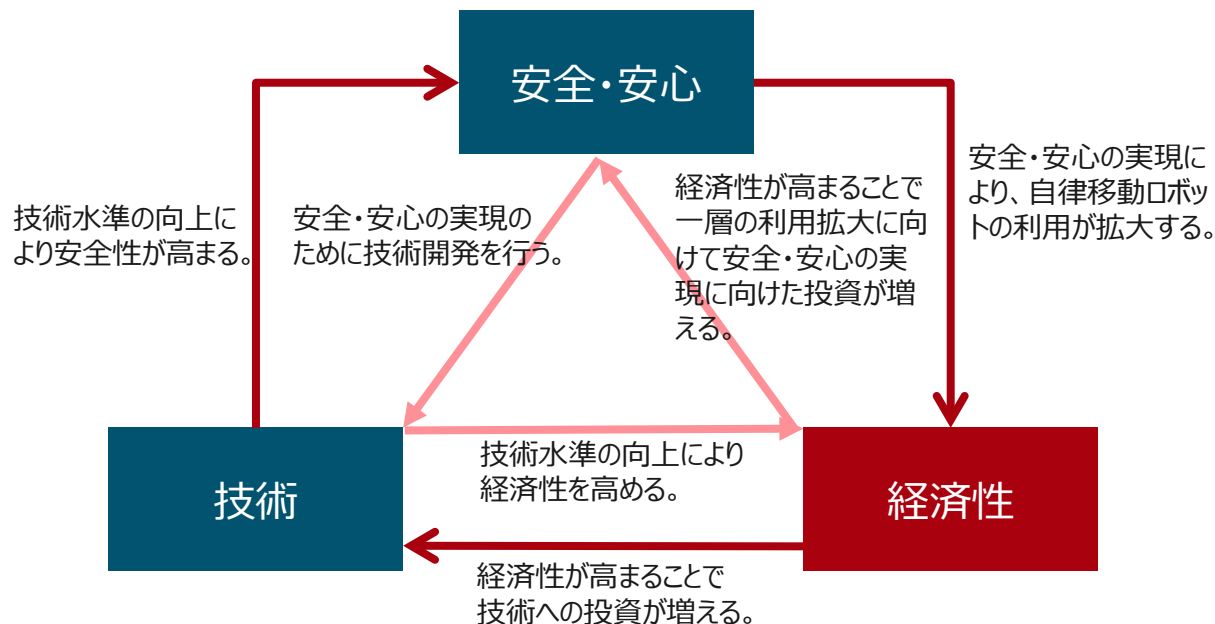 安全・安心
技術水準の向上に
より安全性が高まる。
安全・安心の実現の
ために技術開発を行う。
経済性が高まることで
一層の利用拡大に向
けて安全・安心の実
現に向けた投資が増
える。
安全・安心の実現に
より、自律移動ロボッ
トの利用が拡大する。
技術
技術水準の向上により
経済性を高める。
経済性
経済性が高まることで
技術への投資が増える。